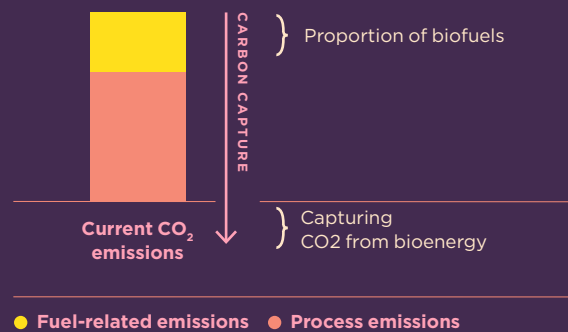 CARBON CAPTURE
Proportion of biofuels
Current CO₂
emissions
Capturing
CO2 from bioenergy
Fuel-related emissions
Process emissions